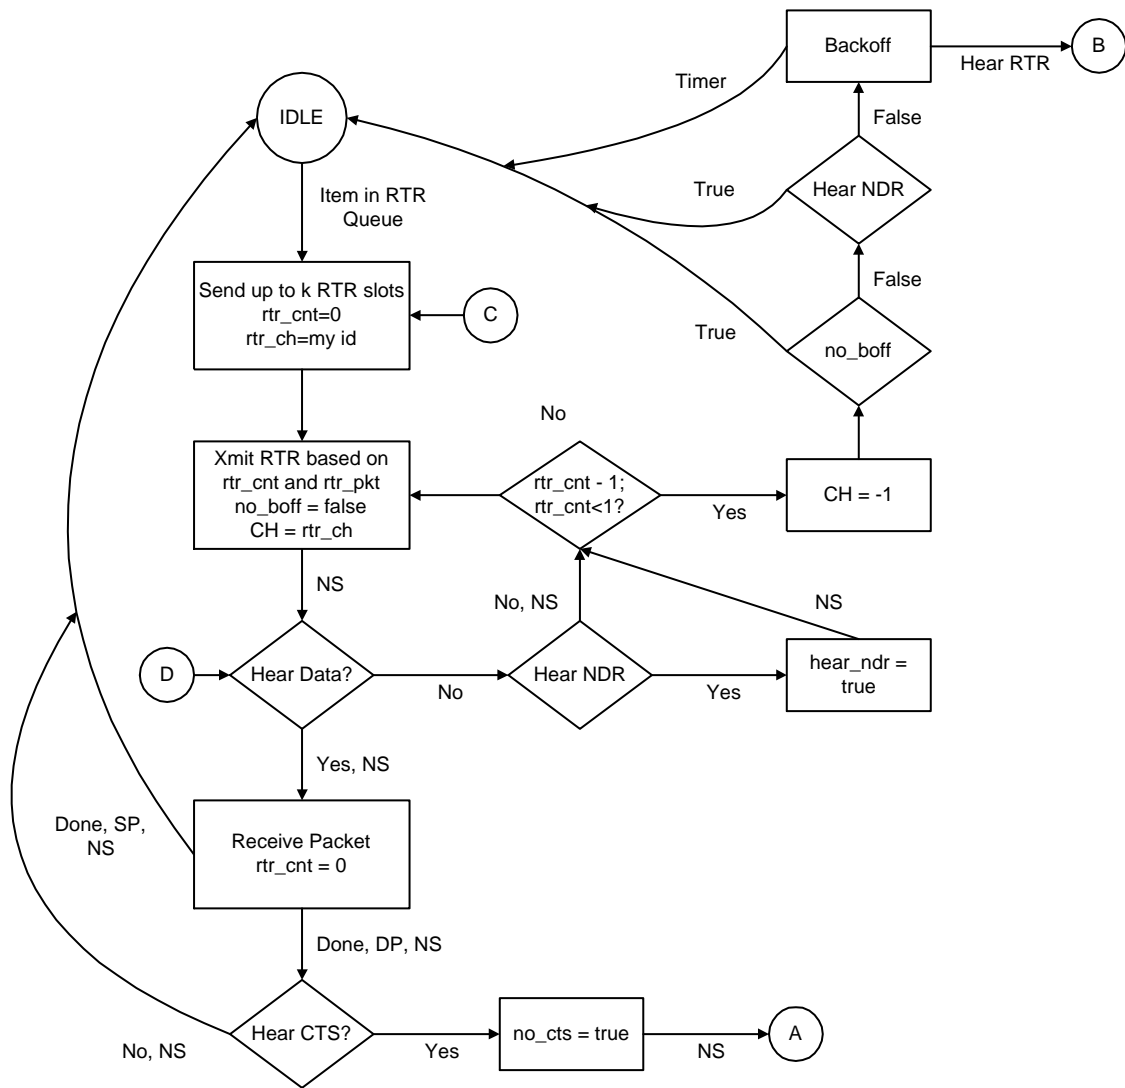 Backoff
B
Hear RTR
Timer
IDLE
False
True
Hear NDR
Item in RTR
Queue
False
Send up to k RTR slots
rtr_cnt=0
rtr_ch=my id
C
True
no_boff
No
Xmit RTR based on
rtr_cnt and rtr_pkt
no_boff = false
CH = rtr_ch
rtr_cnt - 1;
rtr_cnt<1?
Yes
CH = -1
NS
No, NS
NS
D
Hear Data?
No
Hear NDR
Yes
hear_ndr =
true
Yes, NS
Done, SP,
NS
Receive Packet
rtr_cnt = 0
Done, DP, NS
Hear CTS?
No, NS
Yes
no_cts = true
NS
A